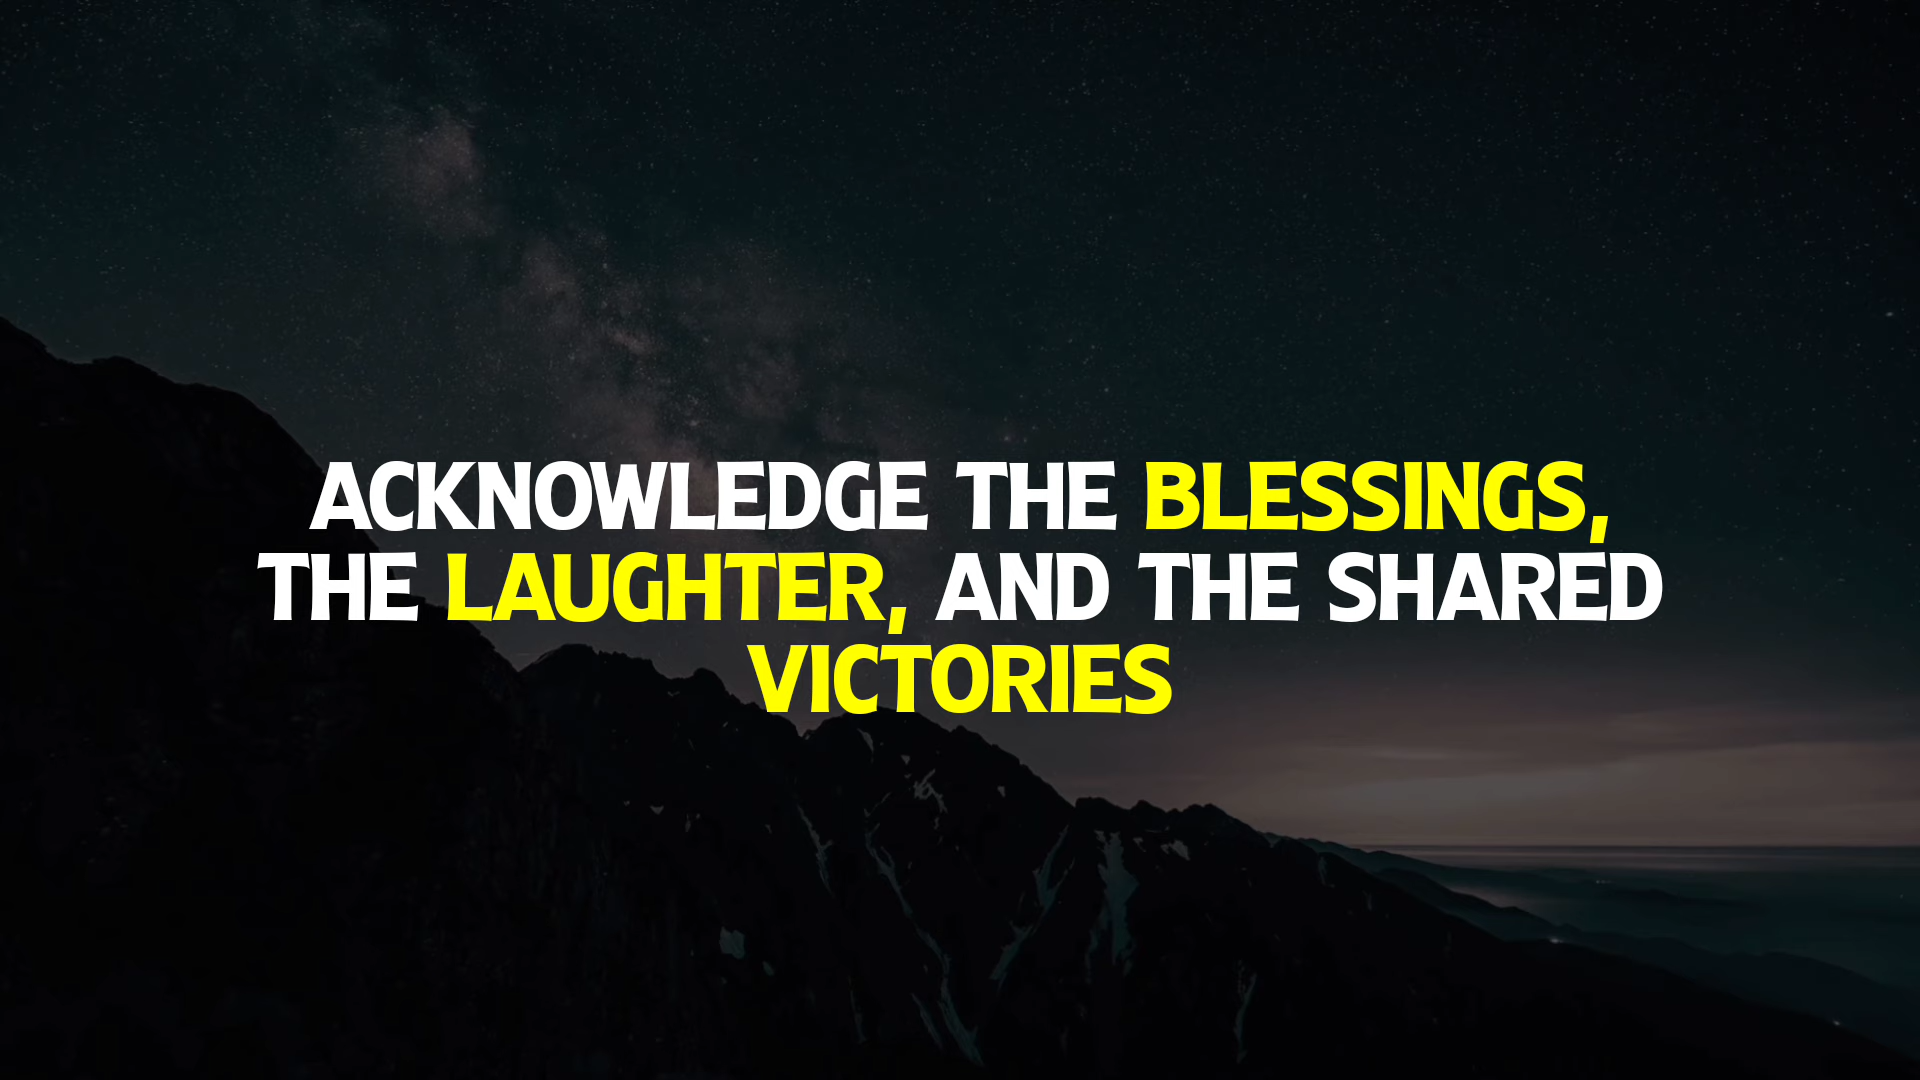 ACKNOWLEDGE THE BLESSINGS,
THE LAUGHTER, AND THE SHARED
VICTORIES